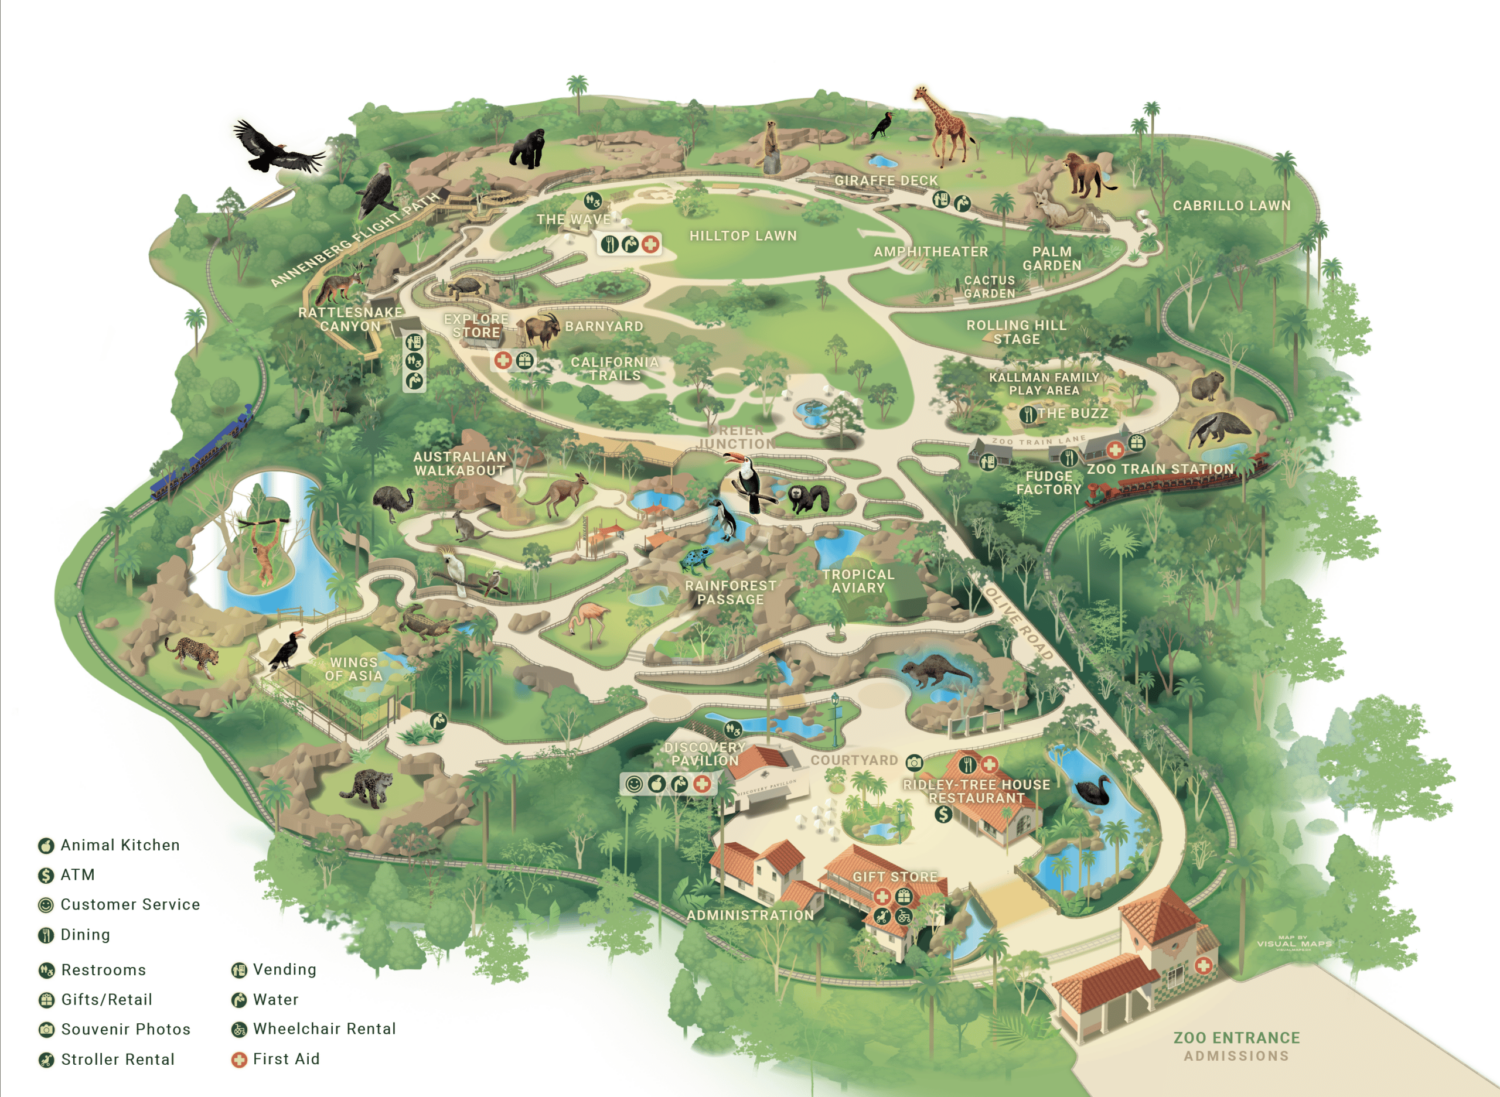 GIRAFFE DECK
CABRILLO LAWN
ANNENBERG FLIGHT PATH
THE WAVE
HILLTOP LAWN
AMPHITHEATER
PALM
GARDEN
CACTUS
GARDEN
RATTLESNAKE
CANYON
EXPLORE
STORE
BARNYARD
ROLLING HILL
STAGE
CALIFORNIA
TRAILS
KALLMAN FAMILY
PLAY AREA
THE BUZZ
JUNCTION
ZOO TRAIN LANE
AUSTRALIAN
WALKABOUT
ZOO TRAIN STATION
FUDGE
FACTORY
RAINFOREST
PASSAGE
TROPICAL
AVIARY
OLIVE ROAD
WINGS
OF ASIA
DISCOVERY
PAVILION
COURTYARD
DISCOVERY PAVILION
RIDLEY-TREE HOUSE
RESTAURANT
GIFT STORE
ADMINISTRATION
MAP BY
VISUAL MAPS
ZOO ENTRANCE
ADMISSIONS
Animal Kitchen
ATM
Customer Service
Dining
Restrooms
Gifts/Retail
Souvenir Photos
Stroller Rental
Vending
Water
Wheelchair Rental
First Aid